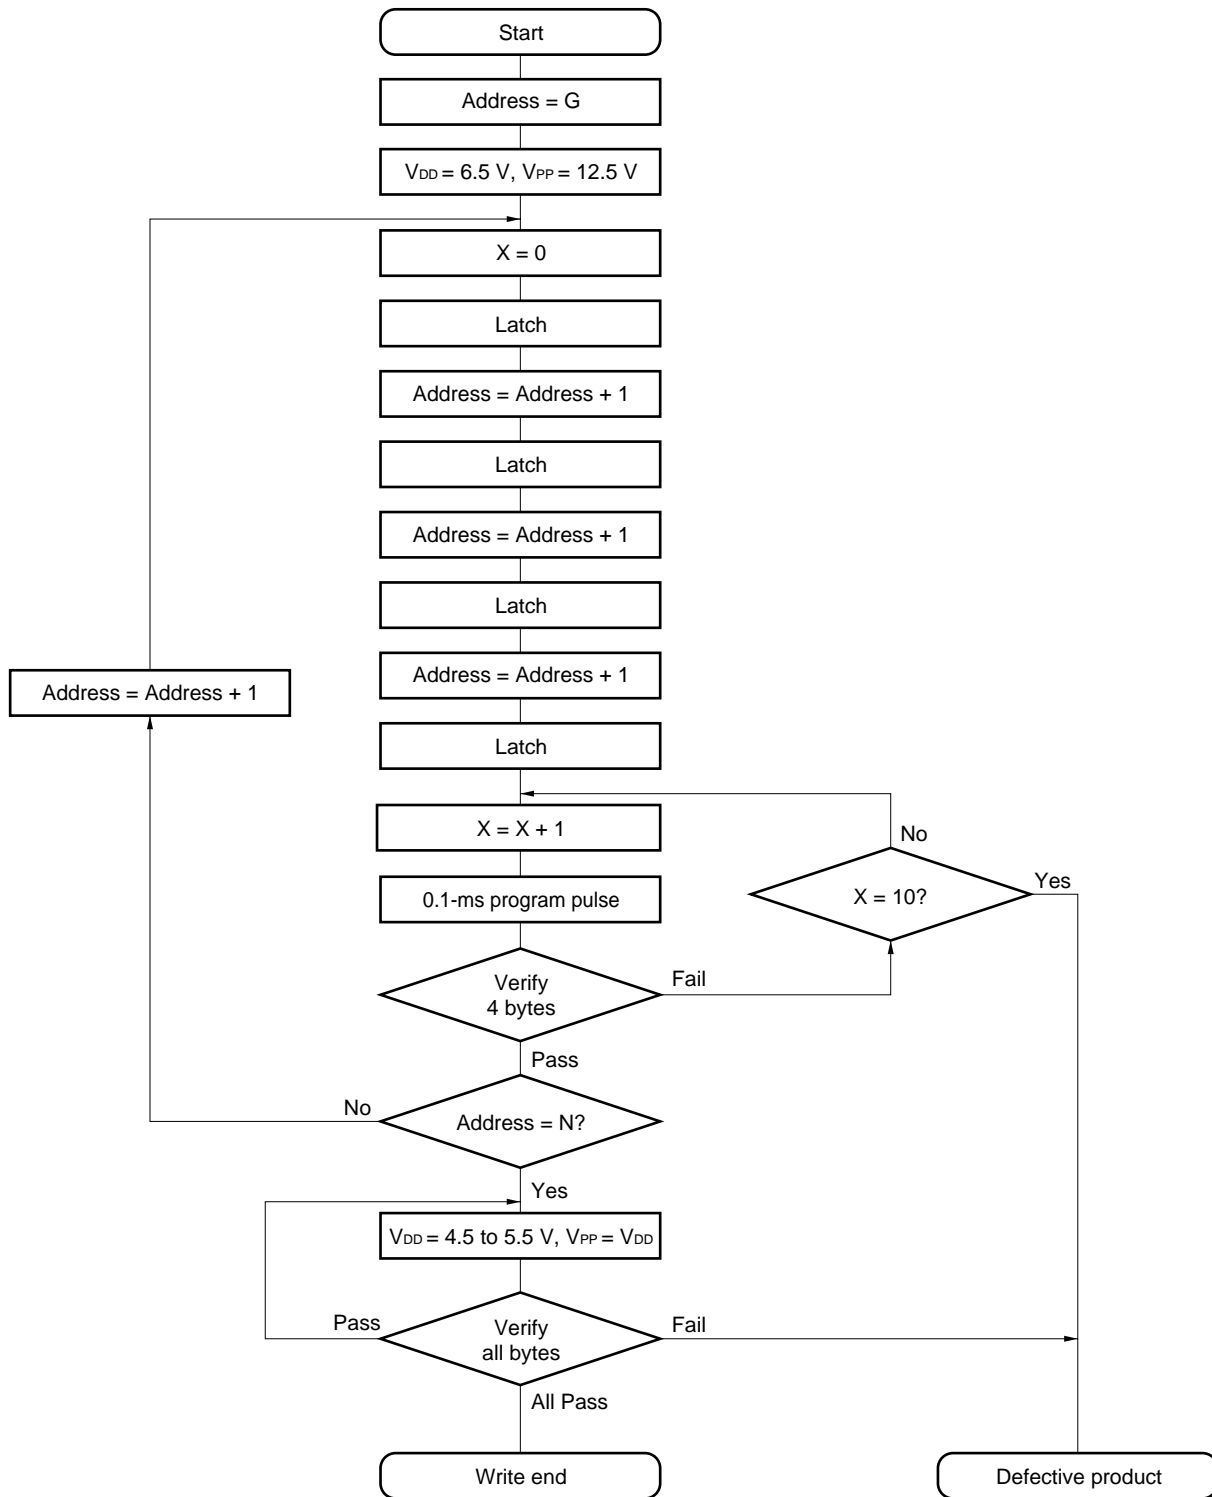 Start
Address = G
VDD = 6.5 V, VPP = 12.5 V
X = 0
Latch
Address = Address + 1
Latch
Address = Address + 1
Latch
Address = Address + 1
Address = Address + 1
Latch
X = X + 1
No
X = 10?
Yes
0.1-ms program pulse
Verify
4 bytes
Fail
Pass
No
Address = N?
Yes
VDD = 4.5 to 5.5 V, VPP = VDD
Pass
Verify
all bytes
Fail
All Pass
Write end
Defective product